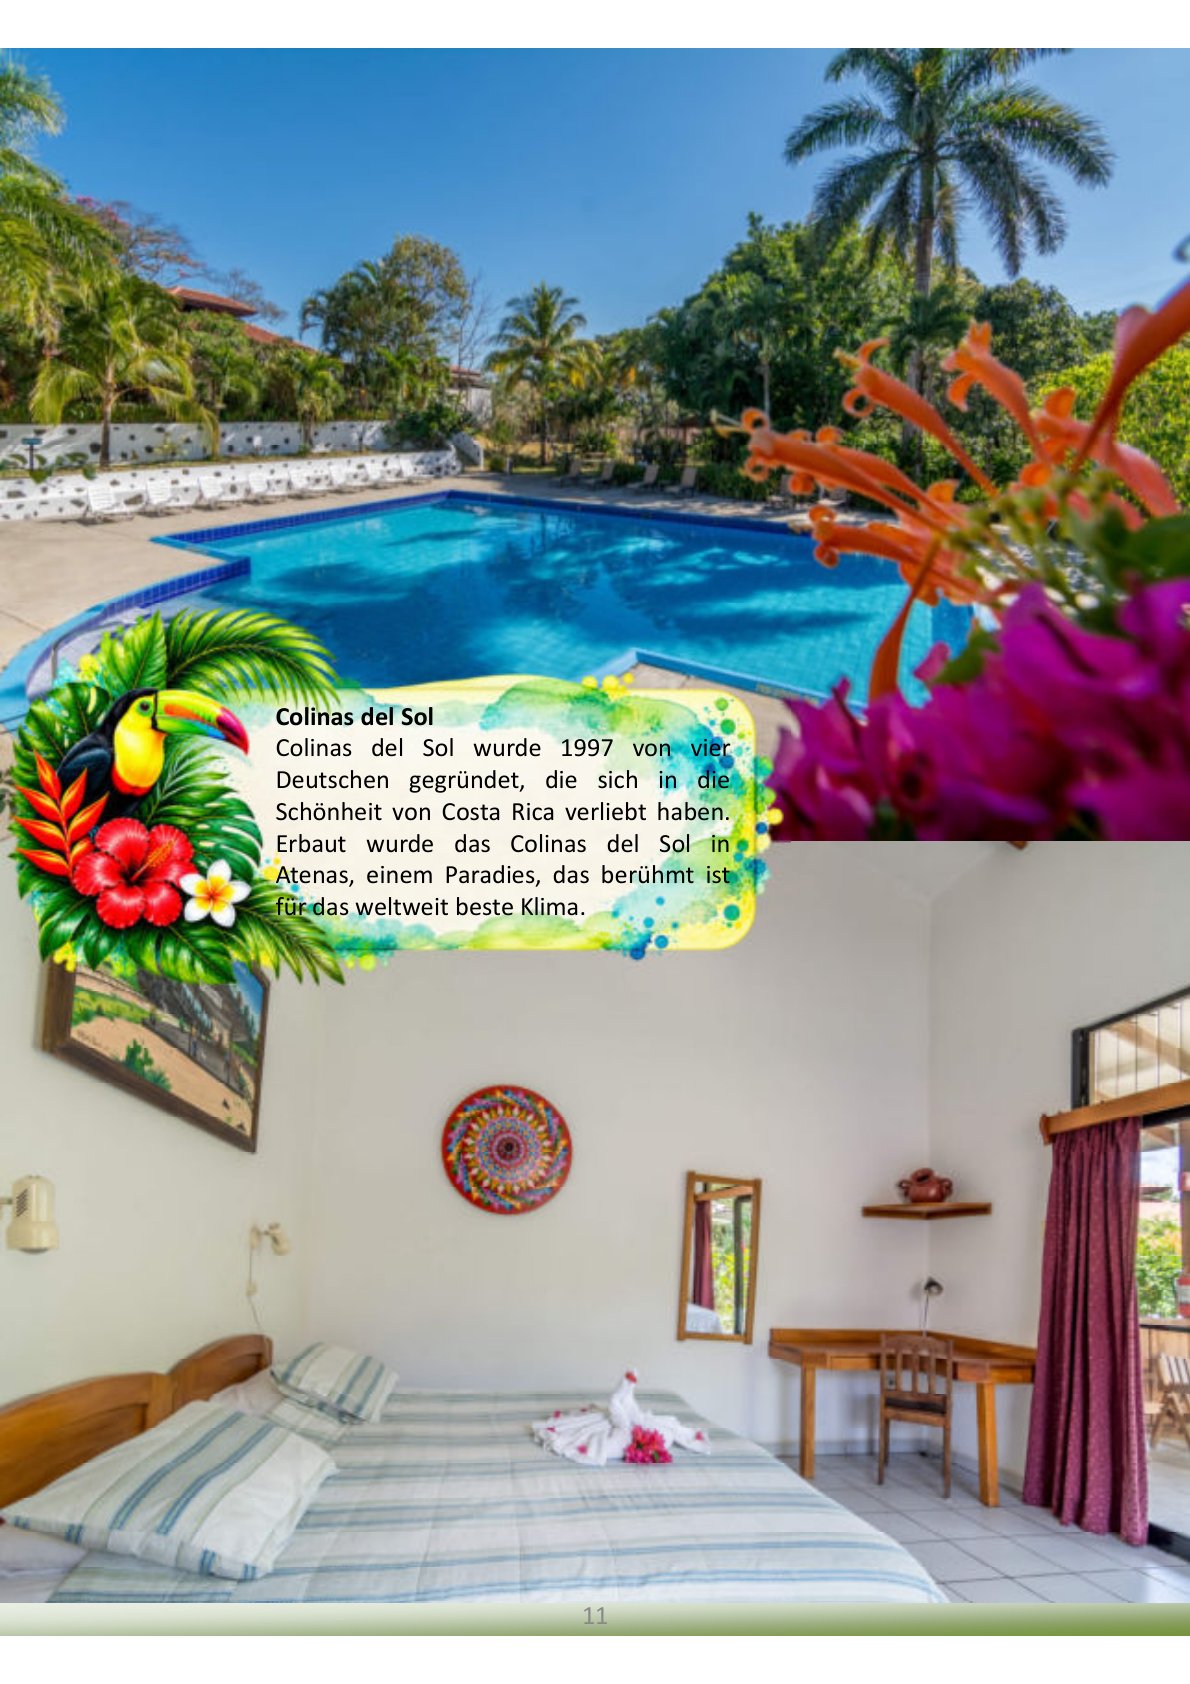 Colinas del Sol
Colinas del Sol wurde 1997 von vier
Deutschen gegründet, die sich in die
Schönheit von Costa Rica verliebt haben.
Erbaut wurde das Colinas del Sol in
Atenas, einem Paradies, das berühmt ist
für das weltweit beste Klima.
11